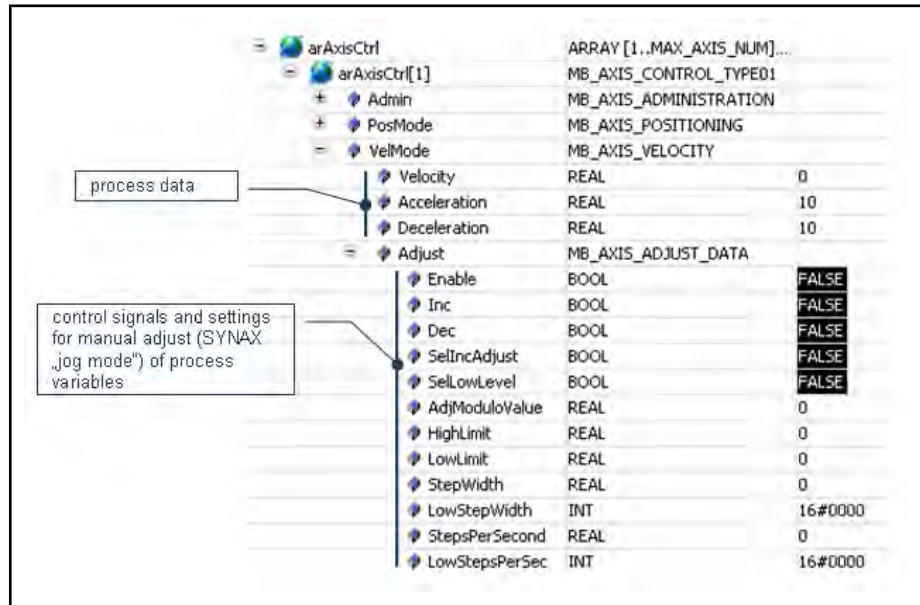 arAxisCtrl ARRAY [1..MAX_AXIS_NUM]...
arAxisCtrl[1] MB_AXIS_CONTROL_TYPE01
Admin MB_AXIS_ADMINISTRATION
PosMode MB_AXIS_POSITIONING
VelMode MB_AXIS_VELOCITY
process data
Velocity REAL 0
Acceleration REAL 10
Deceleration REAL 10
Adjust MB_AXIS_ADJUST_DATA
control signals and settings
for manual adjust (SYNAX
„jog mode“) of process
variables
Enable BOOL FALSE
Inc BOOL FALSE
Dec BOOL FALSE
SelIncAdjust BOOL FALSE
SelLowLevel BOOL FALSE
AdjModuloValue REAL 0
HighLimit REAL 0
LowLimit REAL 0
StepWidth REAL 0
LowStepWidth INT 16#0000
StepsPerSecond REAL 0
LowStepsPerSec INT 16#0000